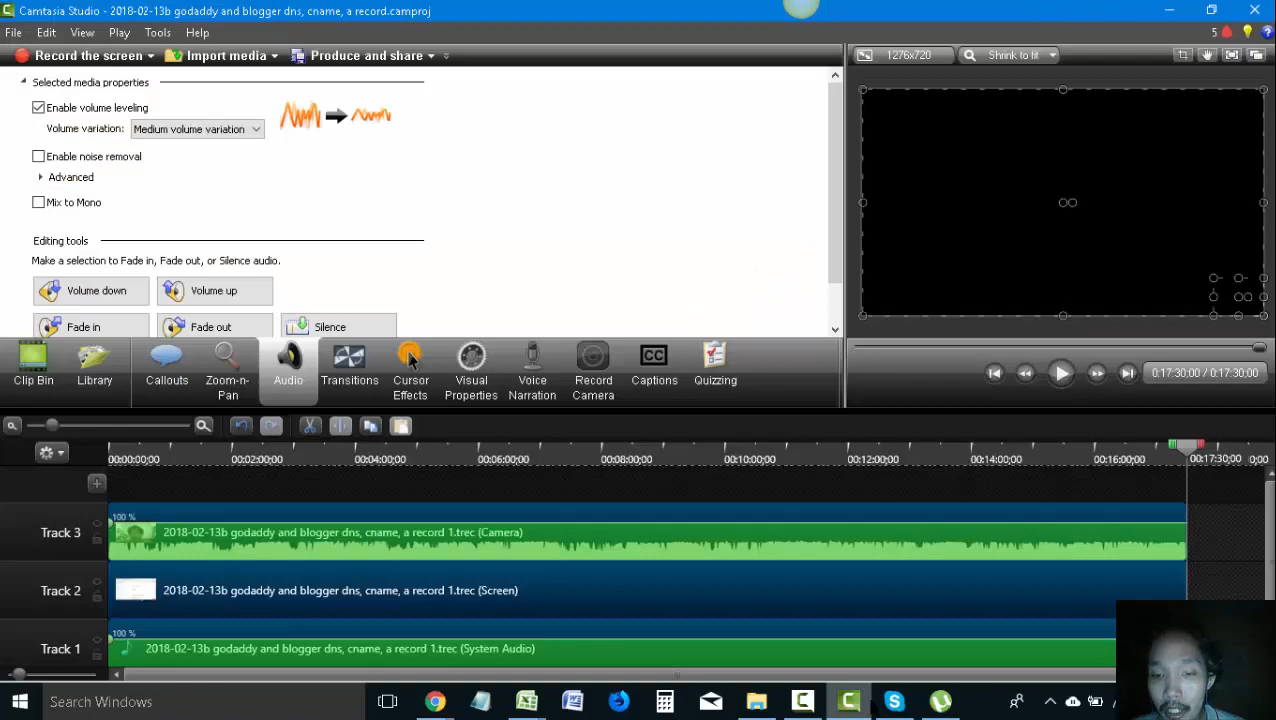 Camtasia Studio - 2018-02-13b godaddy and blogger dns, cname, a record.camproj
File Edit View Play Tools Help
5
Record the screen Import media Produce and share
1276x720 Shrink to fit
Selected media properties
Enable volume leveling
Volume variation: Medium volume variation
Enable noise removal
Advanced
Mix to Mono
Editing tools
Make a selection to Fade in, Fade out, or Silence audio.
Volume down Volume up
Fade in Fade out Silence
Clip Bin Library Callouts Zoom-n-Pan Audio Transitions Cursor Effects Visual Properties Voice Narration Record Camera CC Captions Quizzing
0:17:30;00 / 0:17:30;00
00:00:00;00 00:02:00;00 00:04:00;00 00:06:00;00 00:08:00;00 00:10:00;00 00:12:00;00 00:14:00;00 00:16:00;00 00:17:30;00 0;00
100 %
Track 3 2018-02-13b godaddy and blogger dns, cname, a record 1.trec (Camera)
Track 2 2018-02-13b godaddy and blogger dns, cname, a record 1.trec (Screen)
100 %
Track 1 2018-02-13b godaddy and blogger dns, cname, a record 1.trec (System Audio)
Search Windows